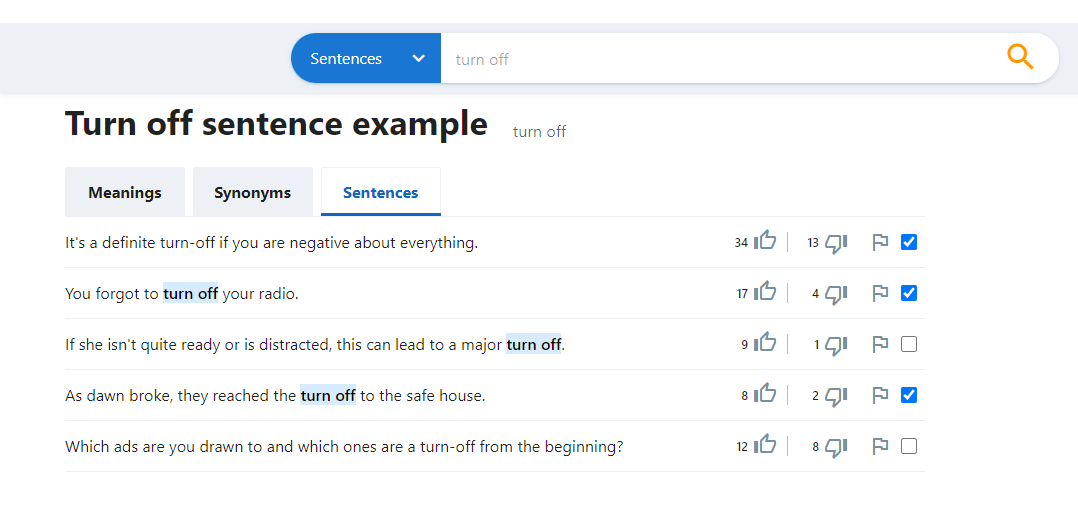 Sentences turn off
Turn off sentence example turn off
Meanings Synonyms Sentences
It's a definite turn-off if you are negative about everything. 34 13
You forgot to turn off your radio. 17 4
If she isn't quite ready or is distracted, this can lead to a major turn off. 9 1
As dawn broke, they reached the turn off to the safe house. 8 2
Which ads are you drawn to and which ones are a turn-off from the beginning? 12 8